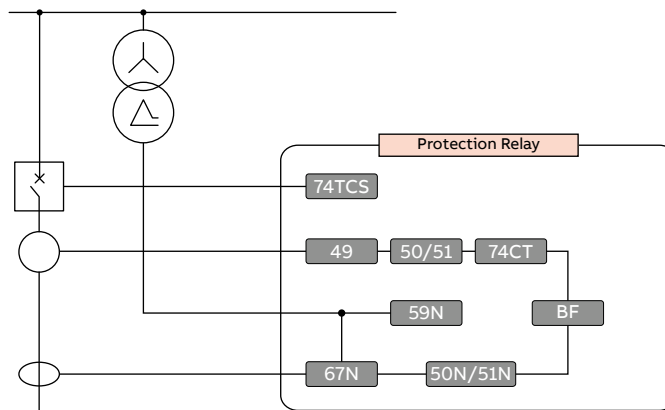 Protection Relay
74TCS
49 50/51 74CT
59N BF
67N 50N/51N